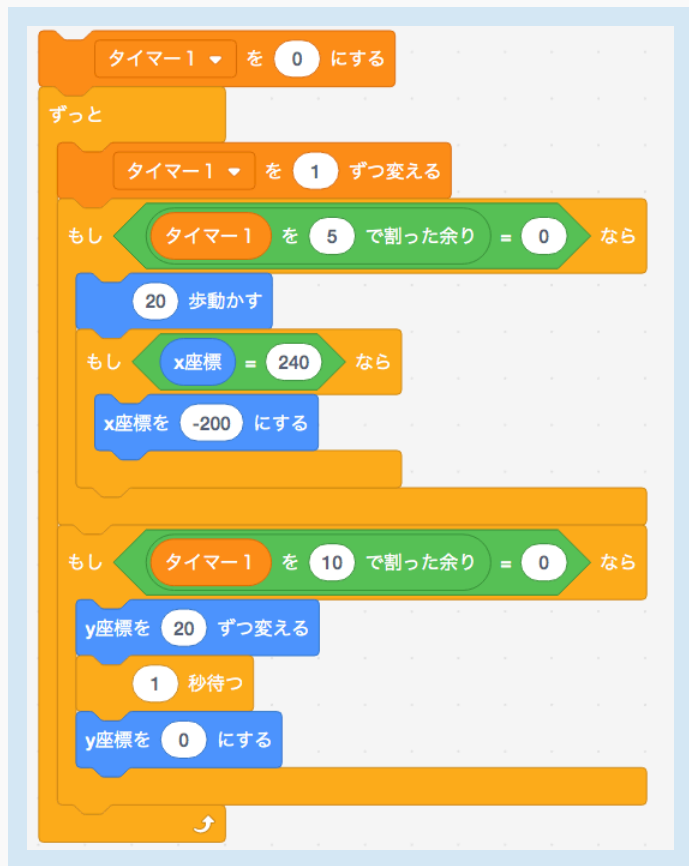 タイマー1 を 0 にする
ずっと
タイマー1 を 1 ずつ変える
もし タイマー1 を 5 で割った余り = 0 なら
20 歩動かす
もし x座標 = 240 なら
x座標を -200 にする
もし タイマー1 を 10 で割った余り = 0 なら
y座標を 20 ずつ変える
1 秒待つ
y座標を 0 にする